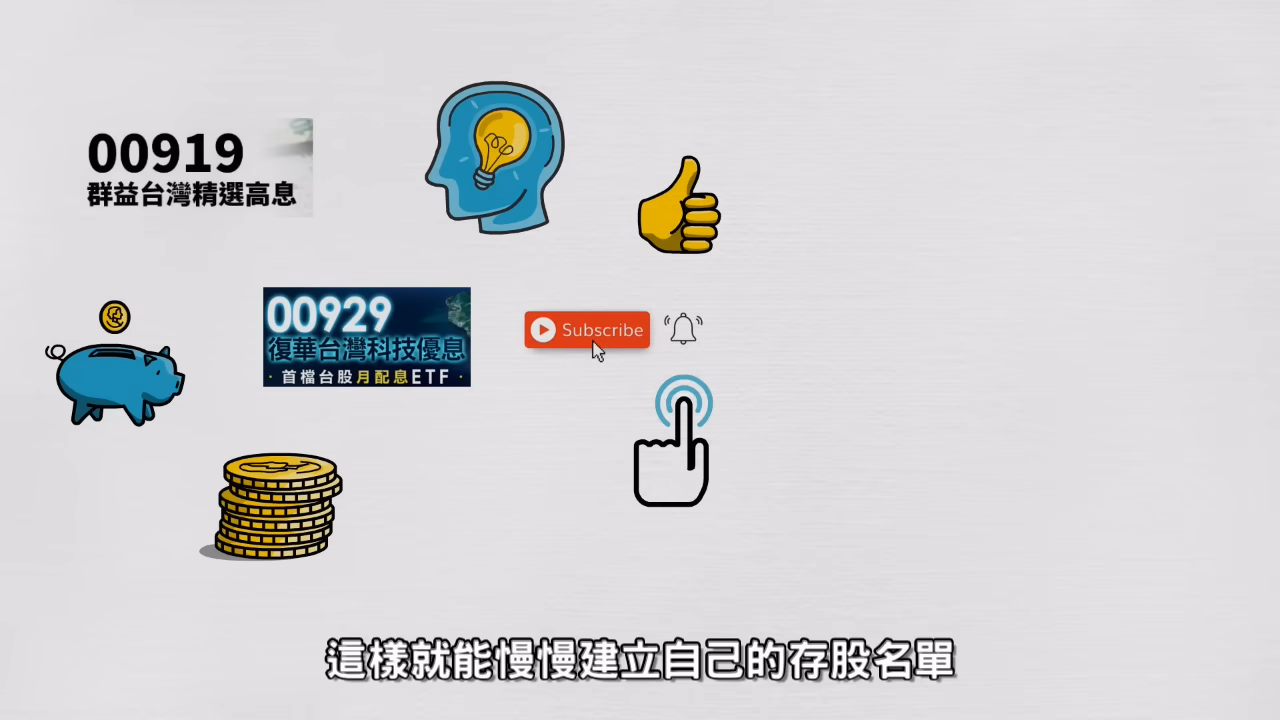 00919
群益台灣精選高息
00929
復華台灣科技優息
·首檔台股月配息ETF·
Subscribe
這樣就能慢慢建立自己的存股名單